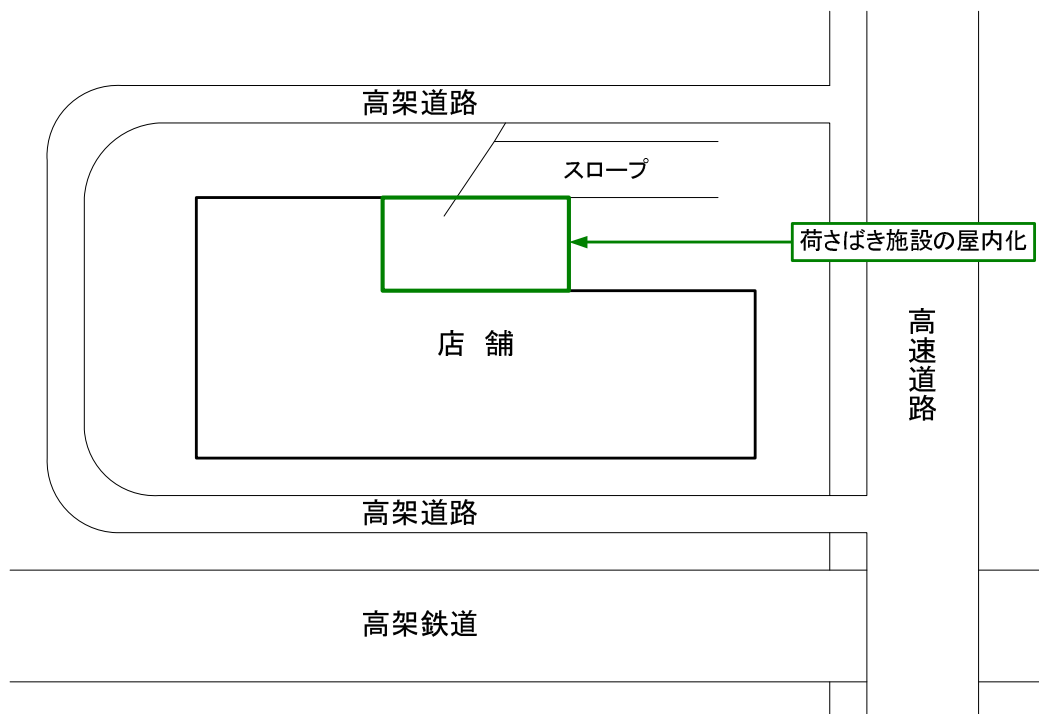 高架道路
スロープ
荷さばき施設の屋内化
店 舗
高速道路
高架道路
高架鉄道